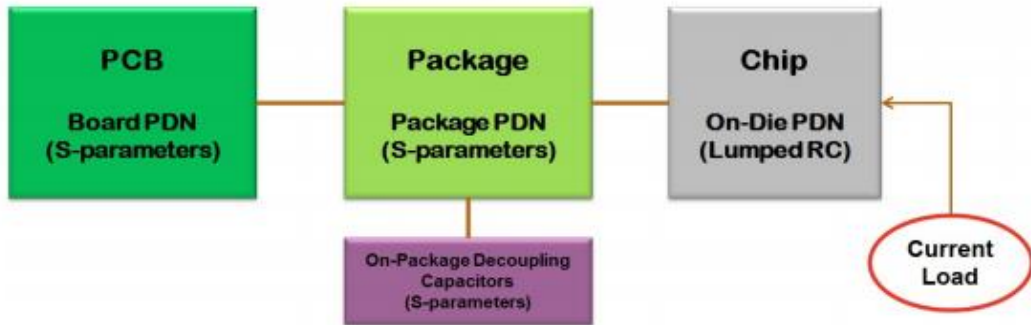 PCB
Board PDN
(S-parameters)
Package
Package PDN
(S-parameters)
Chip
On-Die PDN
(Lumped RC)
On-Package Decoupling
Capacitors
(S-parameters)
Current
Load